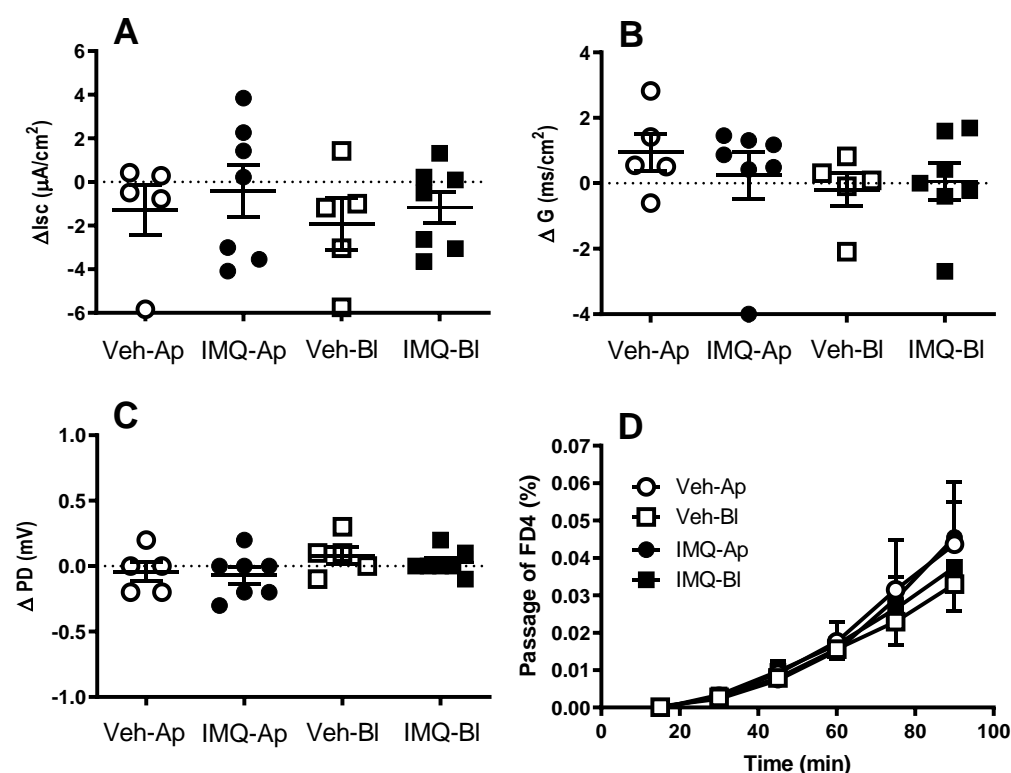 A
ΔIsc (µA/cm²)
6
4
2
0
-2
-4
-6
Veh-Ap IMQ-Ap Veh-Bl IMQ-Bl
B
Δ G (ms/cm²)
4
2
0
-2
-4
Veh-Ap IMQ-Ap Veh-Bl IMQ-Bl
C
Δ PD (mV)
1.0
0.5
0.0
-0.5
-1.0
Veh-Ap IMQ-Ap Veh-Bl IMQ-Bl
D
Passage of FD4 (%)
0.07
0.06
0.05
0.04
0.03
0.02
0.01
0.00
Veh-Ap
Veh-Bl
IMQ-Ap
IMQ-Bl
0 20 40 60 80 100
Time (min)